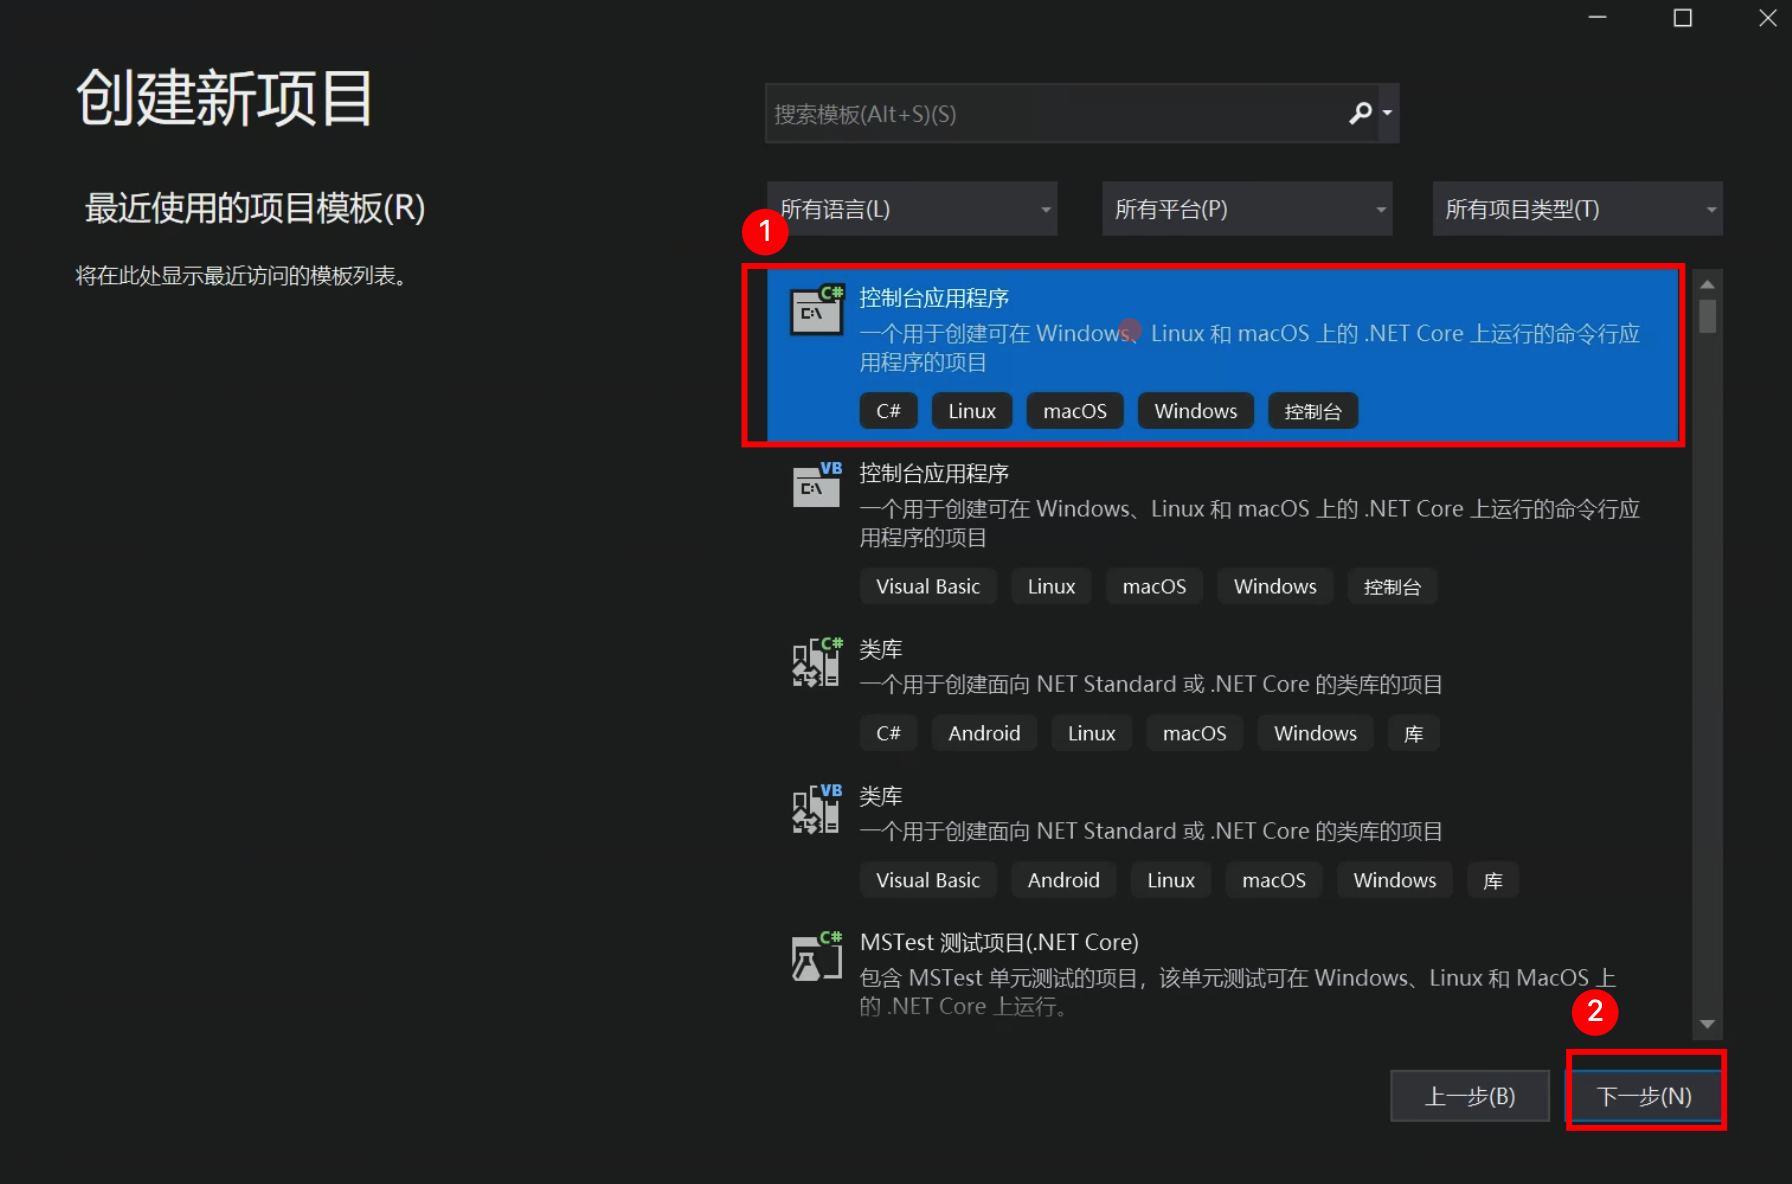 创建新项目
最近使用的项目模板(R)
将在此处显示最近访问的模板列表。
搜索模板(Alt+S)(S)
所有语言(L)
所有平台(P)
所有项目类型(T)
1
C#
C:\
控制台应用程序
一个用于创建可在 Windows、Linux 和 macOS 上的 .NET Core 上运行的命令行应
用程序的项目
C# Linux macOS Windows 控制台
VB
C:\
控制台应用程序
一个用于创建可在 Windows、Linux 和 macOS 上的 .NET Core 上运行的命令行应
用程序的项目
Visual Basic Linux macOS Windows 控制台
C#
类库
一个用于创建面向 NET Standard 或 .NET Core 的类库的项目
C# Android Linux macOS Windows 库
VB
类库
一个用于创建面向 NET Standard 或 .NET Core 的类库的项目
Visual Basic Android Linux macOS Windows 库
C#
MSTest 测试项目(.NET Core)
包含 MSTest 单元测试的项目，该单元测试可在 Windows、Linux 和 MacOS 上
的 .NET Core 上运行。
2
上一步(B)
下一步(N)